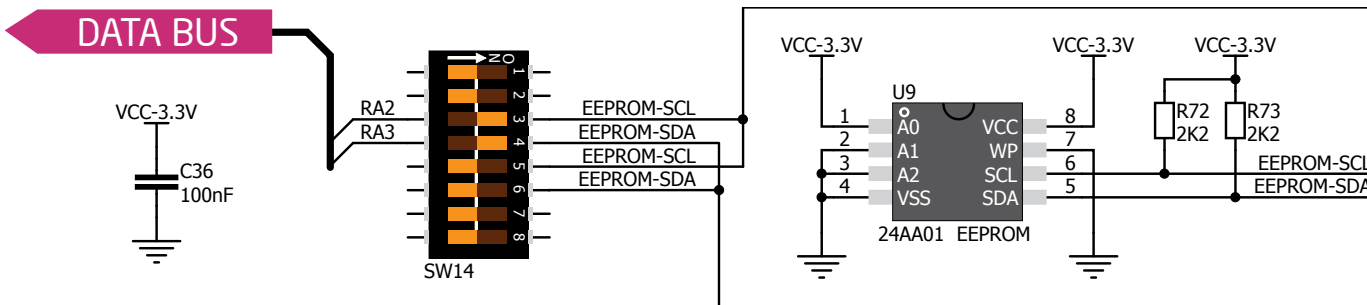 DATA BUS
VCC-3.3V
C36
100nF
RA2
RA3
ON
1
2
3
4
5
6
7
8
SW14
EEPROM-SCL
EEPROM-SDA
EEPROM-SCL
EEPROM-SDA
VCC-3.3V
VCC-3.3V
VCC-3.3V
U9
1 A0 VCC 8
2 A1 WP 7
3 A2 SCL 6
4 VSS SDA 5
24AA01 EEPROM
R72
2K2
R73
2K2
EEPROM-SCL
EEPROM-SDA